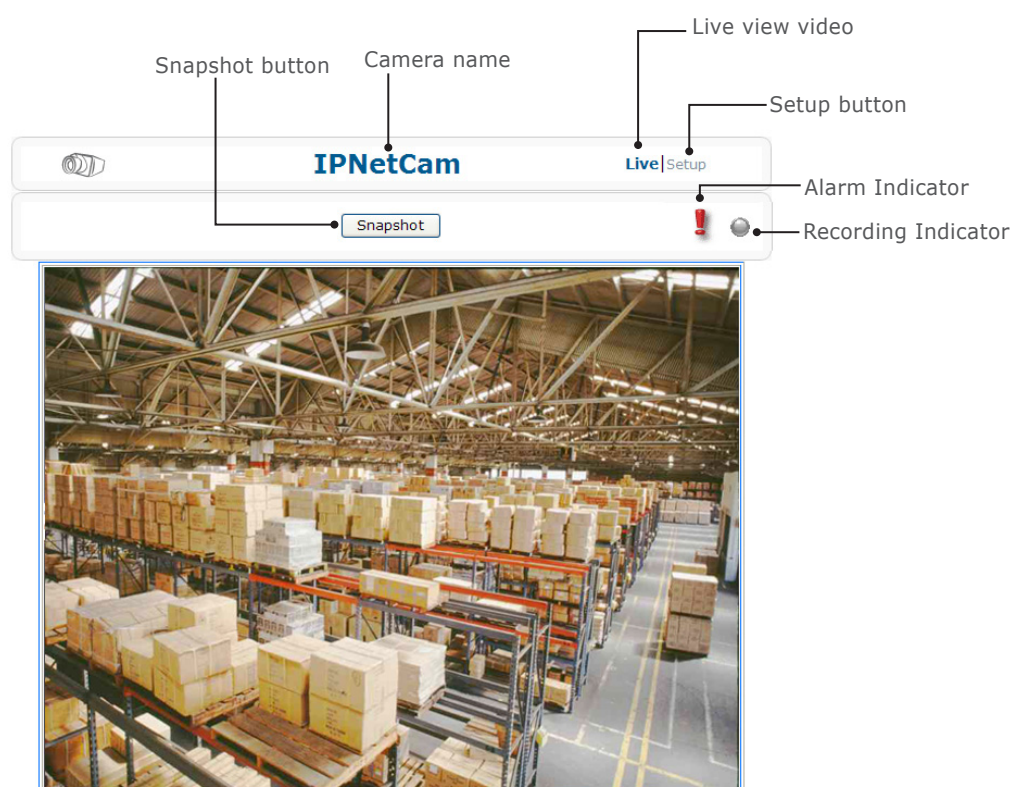 Live view video
Snapshot button
Camera name
Setup button
IPNetCam
Live|Setup
Alarm Indicator
Snapshot
Recording Indicator